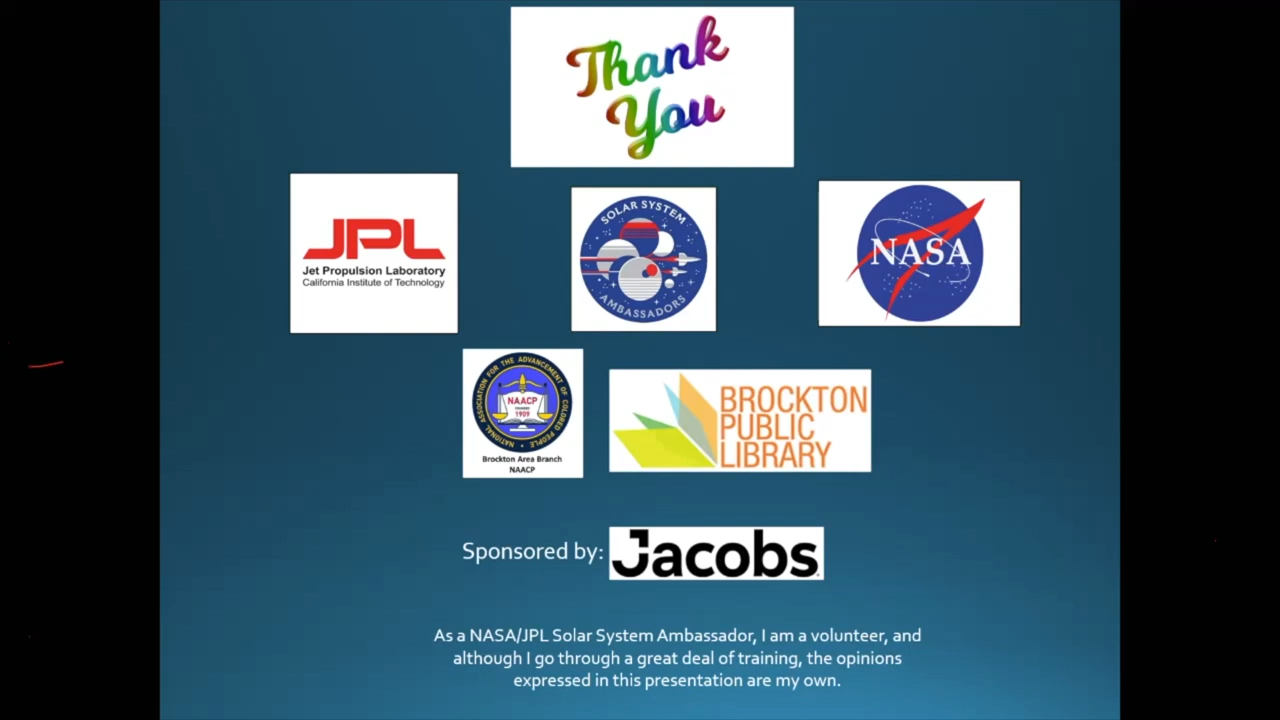 Thank
You
JPL
Jet Propulsion Laboratory
California Institute of Technology
SOLAR SYSTEM
AMBASSADORS
NASA
NATIONAL ASSOCIATION FOR THE ADVANCEMENT OF COLORED PEOPLE
NAACP
FOUNDED
1909
Brockton Area Branch
NAACP
BROCKTON
PUBLIC
LIBRARY
Sponsored by: Jacobs
As a NASA/JPL Solar System Ambassador, I am a volunteer, and
although I go through a great deal of training, the opinions
expressed in this presentation are my own.